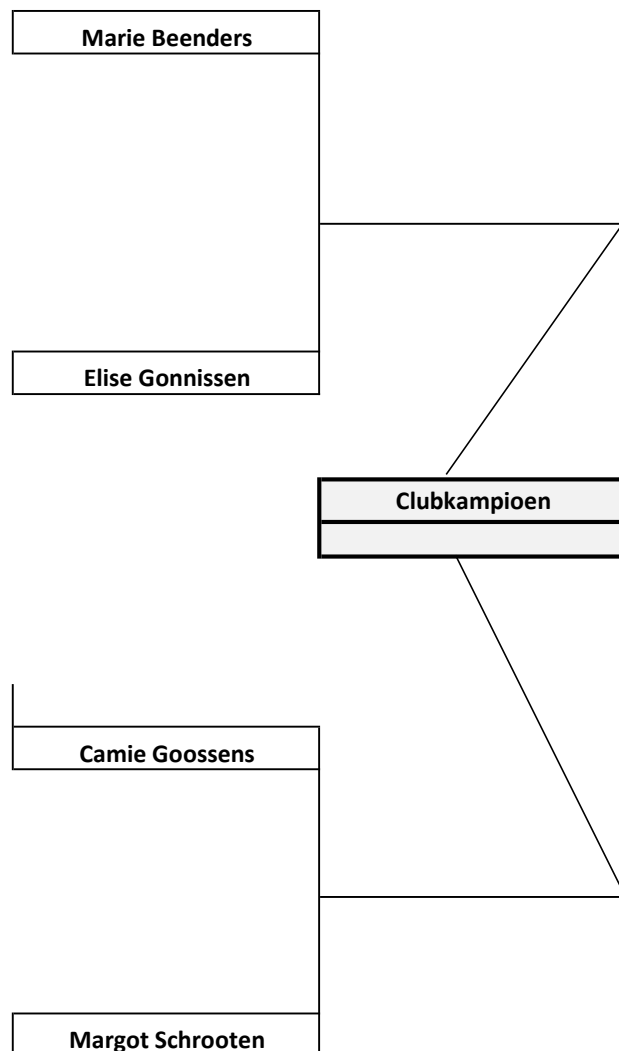 Marie Beenders
Elise Gonnissen
Clubkampioen
Camie Goossens
Margot Schrooten